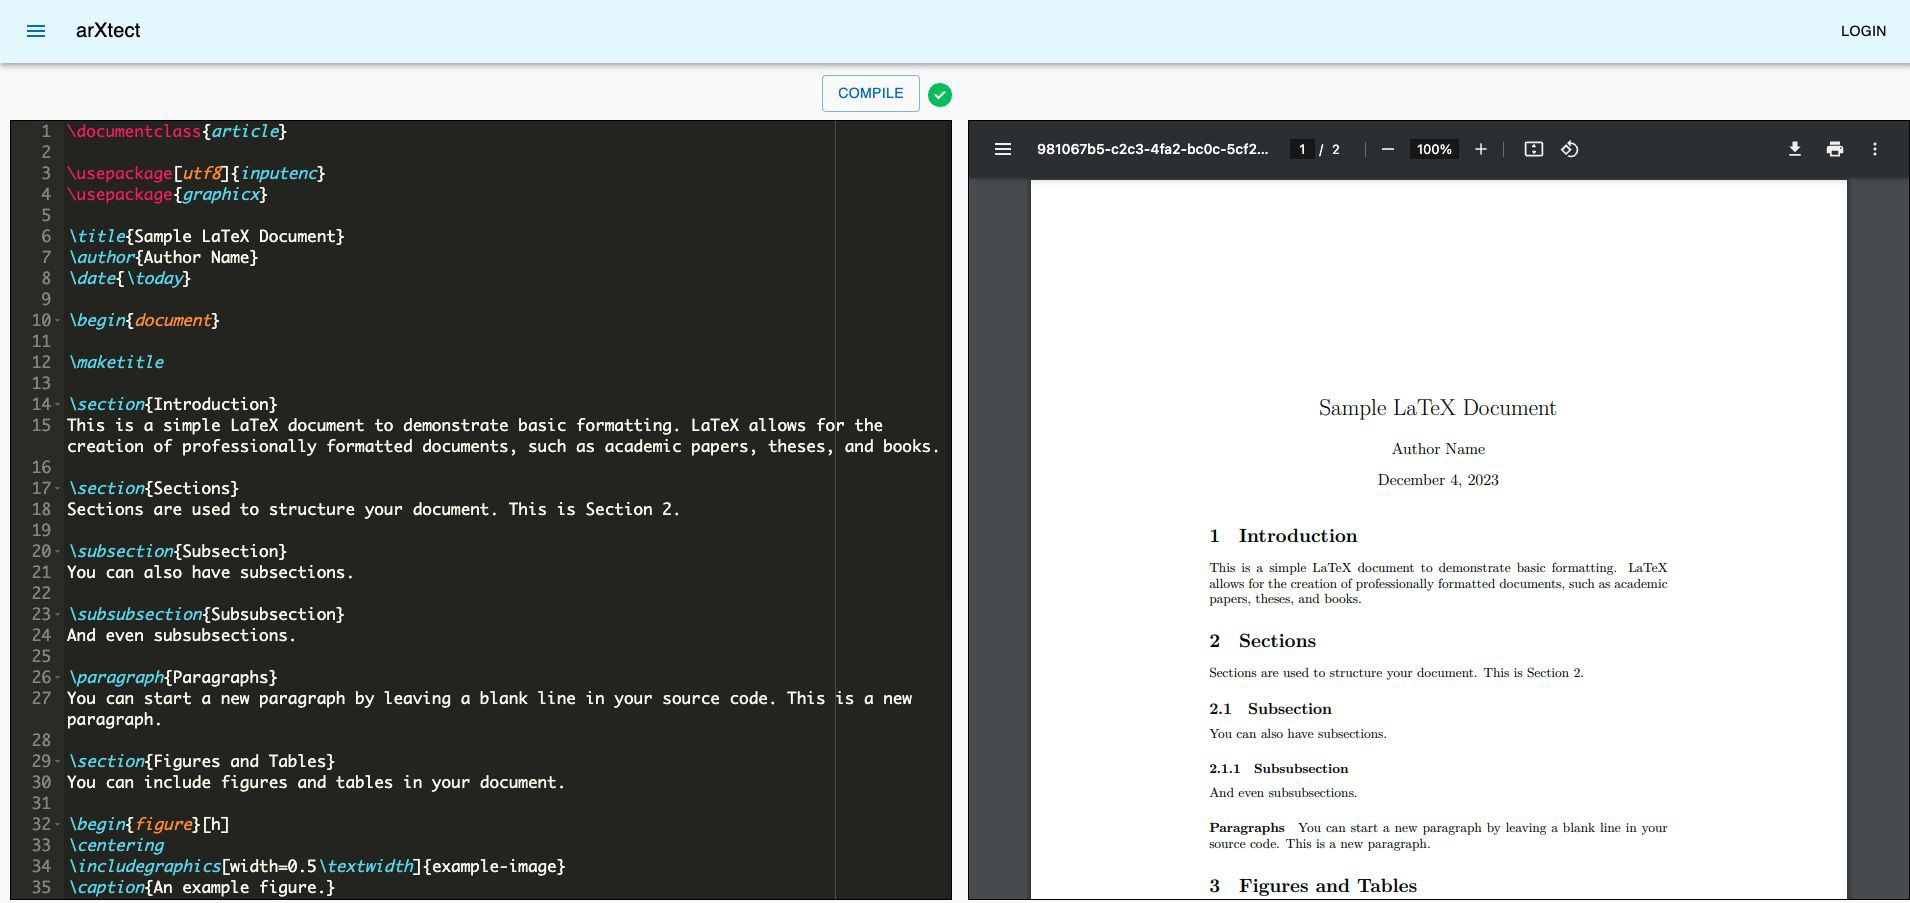 arXtect
LOGIN
COMPILE
1 \documentclass{article}
2
3 \usepackage[utf8]{inputenc}
4 \usepackage{graphicx}
5
6 \title{Sample LaTeX Document}
7 \author{Author Name}
8 \date{\today}
9
10 \begin{document}
11
12 \maketitle
13
14 \section{Introduction}
15 This is a simple LaTeX document to demonstrate basic formatting. LaTeX allows for the
creation of professionally formatted documents, such as academic papers, theses, and books.
16
17 \section{Sections}
18 Sections are used to structure your document. This is Section 2.
19
20 \subsection{Subsection}
21 You can also have subsections.
22
23 \subsubsection{Subsubsection}
24 And even subsubsections.
25
26 \paragraph{Paragraphs}
27 You can start a new paragraph by leaving a blank line in your source code. This is a new
paragraph.
28
29 \section{Figures and Tables}
30 You can include figures and tables in your document.
31
32 \begin{figure}[h]
33 \centering
34 \includegraphics[width=0.5\textwidth]{example-image}
35 \caption{An example figure.}
981067b5-c2c3-4fa2-bc0c-5cf2... 1 / 2 100%
Sample LaTeX Document
Author Name
December 4, 2023
1 Introduction
This is a simple LaTeX document to demonstrate basic formatting. LaTeX
allows for the creation of professionally formatted documents, such as academic
papers, theses, and books.
2 Sections
Sections are used to structure your document. This is Section 2.
2.1 Subsection
You can also have subsections.
2.1.1 Subsubsection
And even subsubsections.
Paragraphs You can start a new paragraph by leaving a blank line in your
source code. This is a new paragraph.
3 Figures and Tables